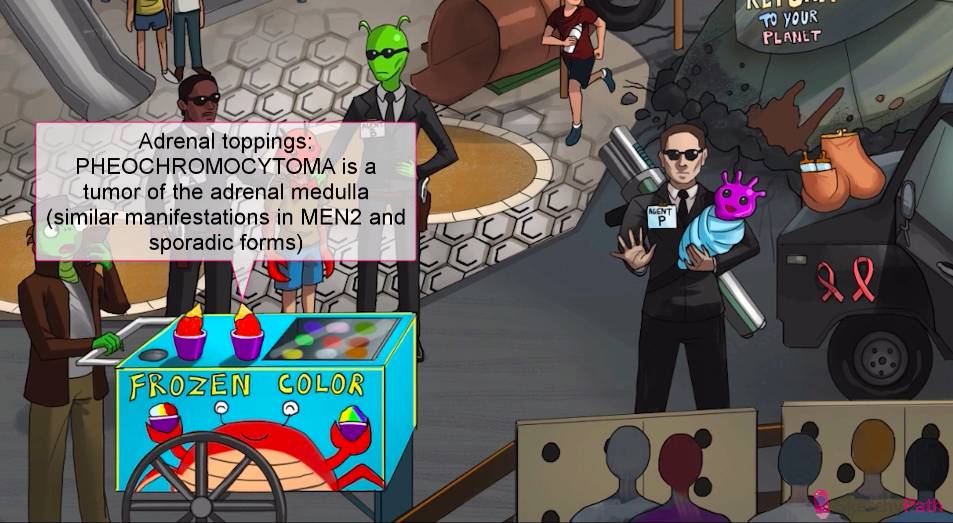 RETURN
TO YOUR
PLANET
Adrenal toppings:
PHEOCHROMOCYTOMA is a
tumor of the adrenal medulla
(similar manifestations in MEN2 and
sporadic forms)
AGENT
P
FROZEN COLOR